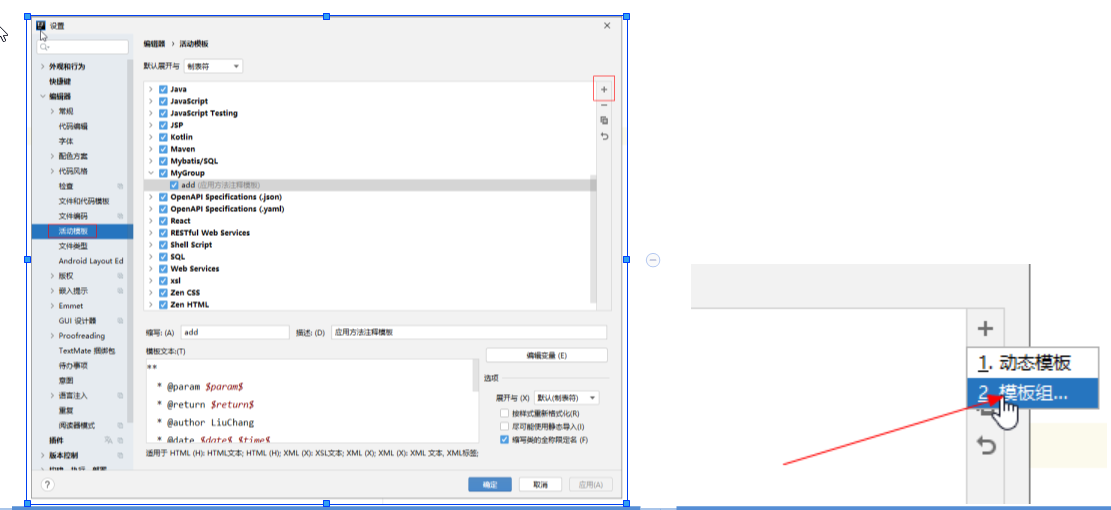 设置
编辑器 › 活动模板
外观和行为
快捷键
编辑器
常规
代码编辑
字体
配色方案
代码风格
检查
文件和代码模板
文件编码
活动模板
文件类型
Android Layout Ed
版权
嵌入提示
Emmet
GUI 设计器
Proofreading
TextMate 捆绑包
待办事项
意图
语言注入
重复
阅读器模式
插件
版本控制
默认展开与 制表符
Java
JavaScript
JavaScript Testing
JSP
Kotlin
Maven
Mybatis/SQL
MyGroup
add (应用方法注释模板)
OpenAPI Specifications (.json)
OpenAPI Specifications (.yaml)
React
RESTful Web Services
Shell Script
SQL
Web Services
xsl
Zen CSS
Zen HTML
缩写: (A) add 描述: (D) 应用方法注释模板
模板文本:(T)
**
* @param $param$
* @return $return$
* @author LiuChang
* @date $date$ $time$
编辑变量 (E)
选项
展开与 (X) 默认(制表符)
按样式重新格式化(R)
尽可能使用静态导入(I)
缩写类的全称限定名 (F)
适用于 HTML (H): HTML文本; HTML (H); XML (X): XSL文本; XML (X); XML (X): XML 文本, XML标签;
?
确定 取消 应用(A)
1. 动态模板
2. 模板组...